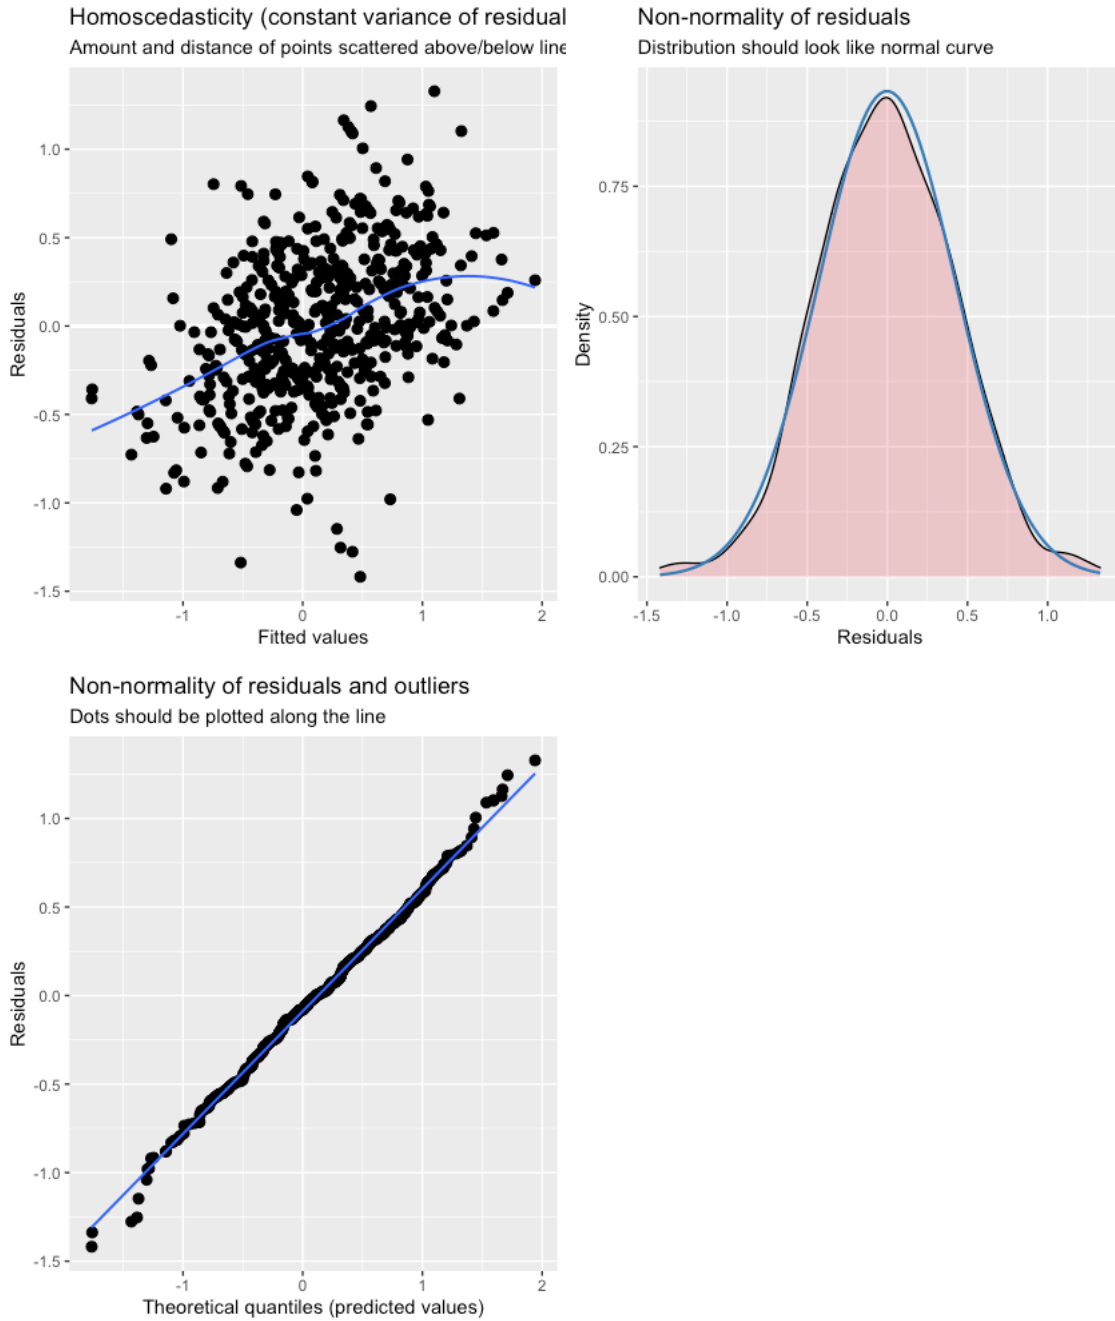 Homoscedasticity (constant variance of residual
Amount and distance of points scattered above/below line
Residuals
1.0
0.5
0.0
-0.5
-1.0
-1.5
-1
0
1
2
Fitted values
Non-normality of residuals
Distribution should look like normal curve
Density
0.75
0.50
0.25
0.00
-1.5
-1.0
-0.5
0.0
0.5
1.0
Residuals
Non-normality of residuals and outliers
Dots should be plotted along the line
Residuals
1.0
0.5
0.0
-0.5
-1.0
-1.5
-1
0
1
2
Theoretical quantiles (predicted values)